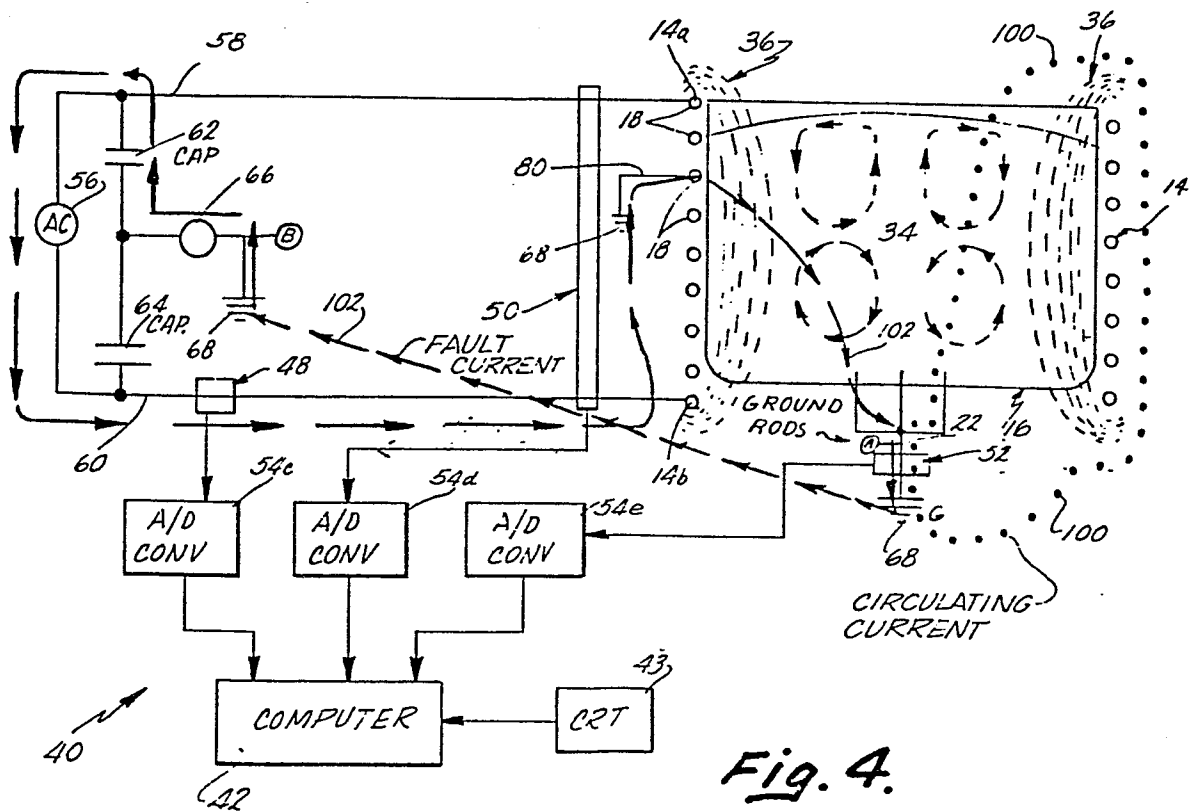 58
14a
36
100
36
62
CAP
18
66
80
AC
56
B
34
14
68
18
64
CAP.
50
102
68
FAULT
CURRENT
102
48
GROUND
RODS
22
A
16
52
60
14b
54c
54d
54e
G
A/D
CONV
A/D
CONV
A/D
CONV
68
100
CIRCULATING
CURRENT
43
COMPUTER
CRT
40
42
Fig. 4.